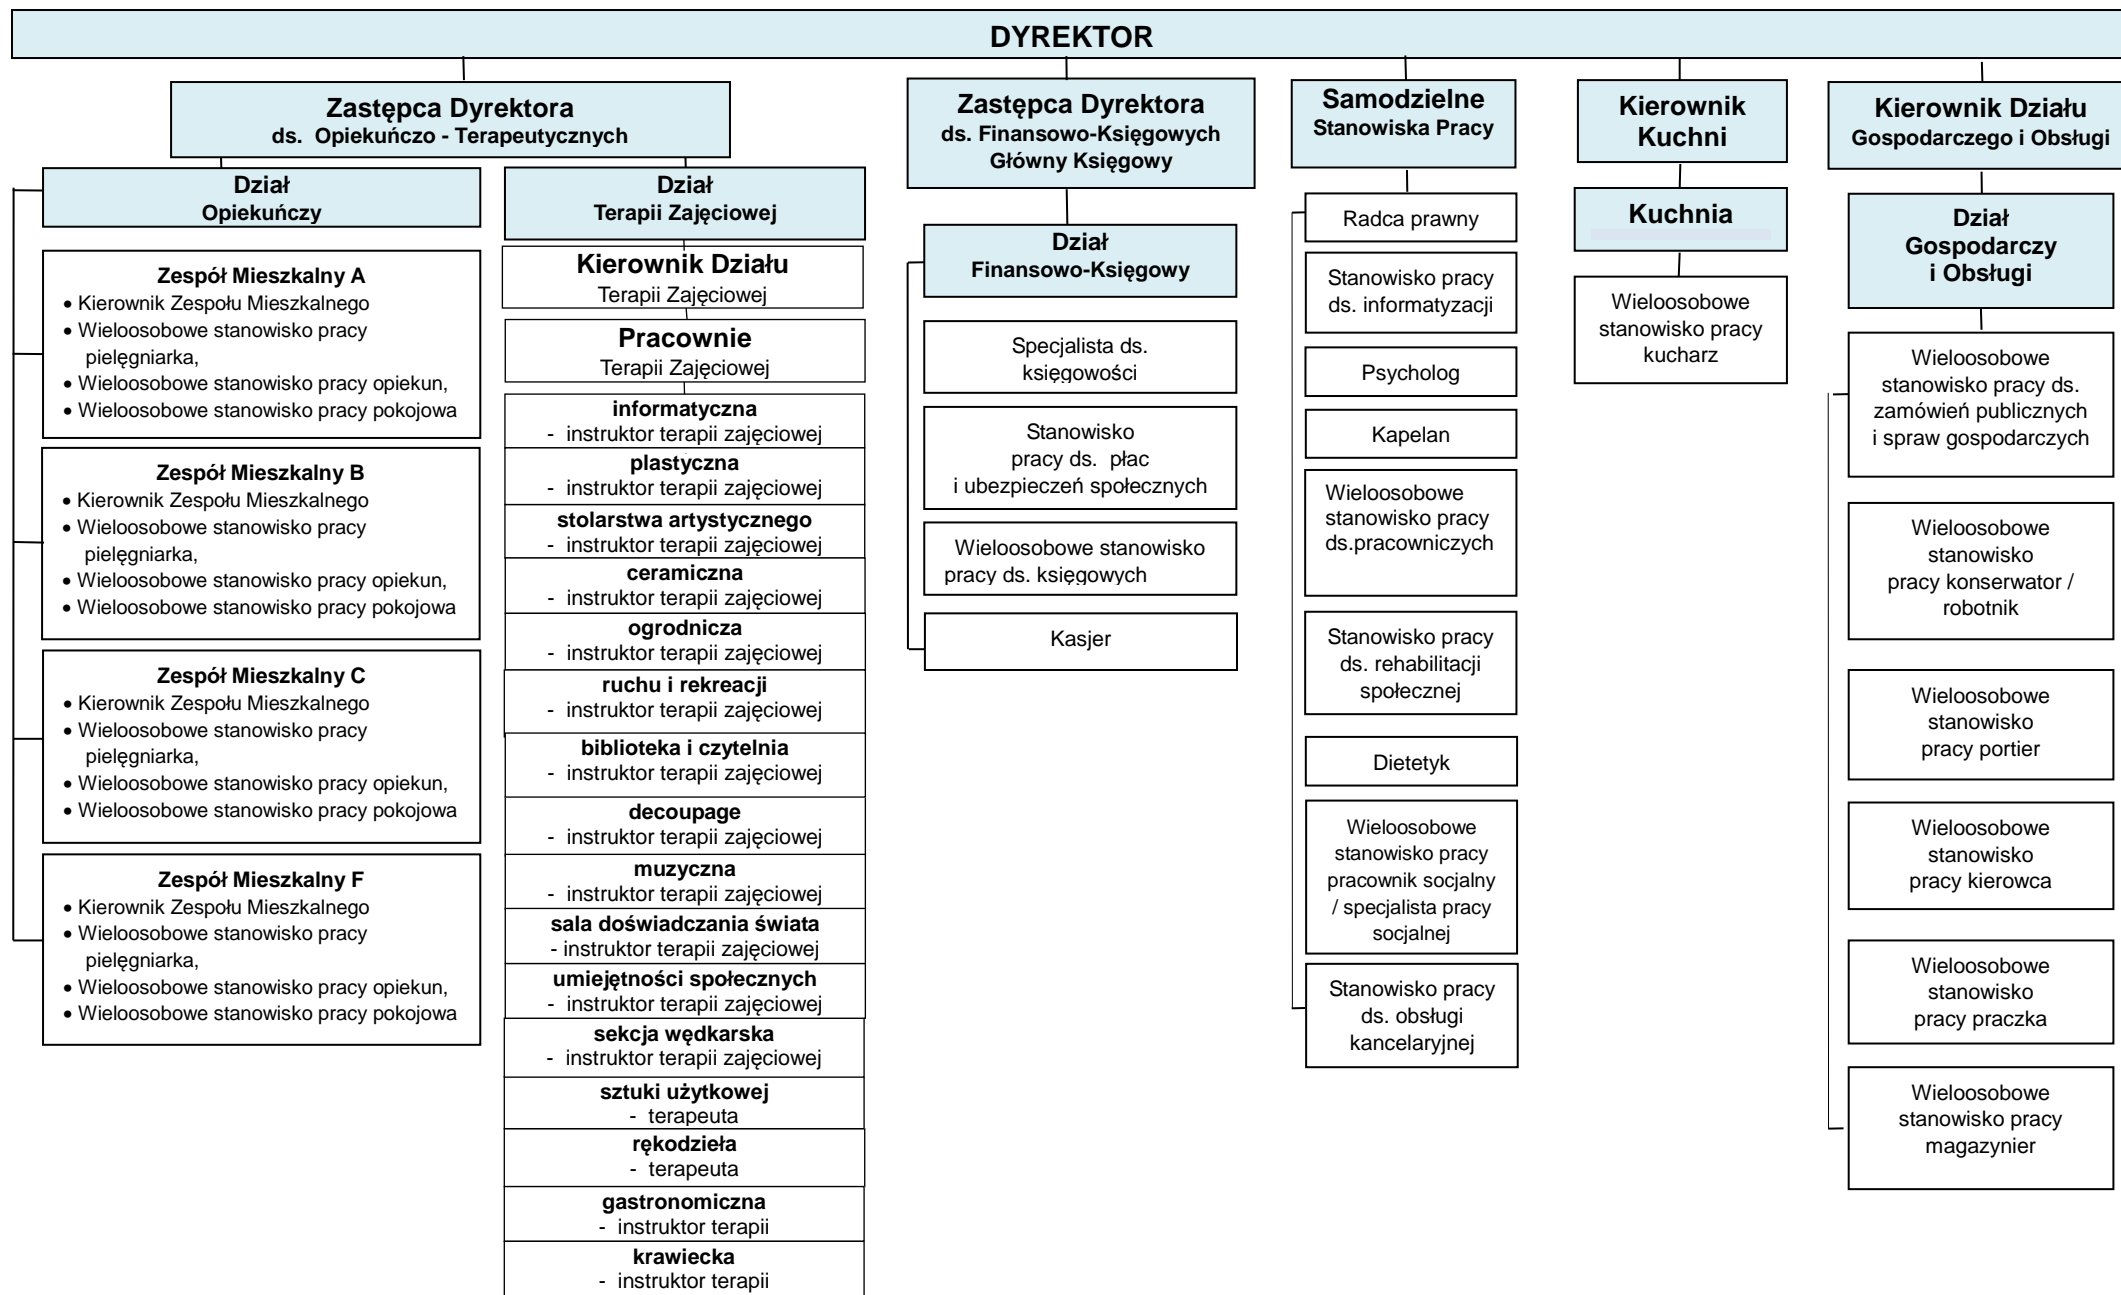 DYREKTOR
Zastępca Dyrektora
ds. Opiekuńczo - Terapeutycznych
Dział
Opiekuńczy
Zespół Mieszkalny A
• Kierownik Zespołu Mieszkalnego
• Wieloosobowe stanowisko pracy
pielęgniarka,
• Wieloosobowe stanowisko pracy opiekun,
• Wieloosobowe stanowisko pracy pokojowa
Zespół Mieszkalny B
• Kierownik Zespołu Mieszkalnego
• Wieloosobowe stanowisko pracy
pielęgniarka,
• Wieloosobowe stanowisko pracy opiekun,
• Wieloosobowe stanowisko pracy pokojowa
Zespół Mieszkalny C
• Kierownik Zespołu Mieszkalnego
• Wieloosobowe stanowisko pracy
pielęgniarka,
• Wieloosobowe stanowisko pracy opiekun,
• Wieloosobowe stanowisko pracy pokojowa
Zespół Mieszkalny F
• Kierownik Zespołu Mieszkalnego
• Wieloosobowe stanowisko pracy
pielęgniarka,
• Wieloosobowe stanowisko pracy opiekun,
• Wieloosobowe stanowisko pracy pokojowa
Dział
Terapii Zajęciowej
Kierownik Działu
Terapii Zajęciowej
Pracownie
Terapii Zajęciowej
informatyczna
- instruktor terapii zajęciowej
plastyczna
- instruktor terapii zajęciowej
stolarstwa artystycznego
- instruktor terapii zajęciowej
ceramiczna
- instruktor terapii zajęciowej
ogrodnicza
- instruktor terapii zajęciowej
ruchu i rekreacji
- instruktor terapii zajęciowej
biblioteka i czytelnia
- instruktor terapii zajęciowej
decoupage
- instruktor terapii zajęciowej
muzyczna
- instruktor terapii zajęciowej
sala doświadczania świata
- instruktor terapii zajęciowej
umiejętności społecznych
- instruktor terapii zajęciowej
sekcja wędkarska
- instruktor terapii zajęciowej
sztuki użytkowej
- terapeuta
rękodzieła
- terapeuta
gastronomiczna
- instruktor terapii
krawiecka
- instruktor terapii
Zastępca Dyrektora
ds. Finansowo-Księgowych
Główny Księgowy
Dział
Finansowo-Księgowy
Specjalista ds.
księgowości
Stanowisko
pracy ds. płac
i ubezpieczeń społecznych
Wieloosobowe stanowisko
pracy ds. księgowych
Kasjer
Samodzielne
Stanowiska Pracy
Radca prawny
Stanowisko pracy
ds. informatyzacji
Psycholog
Kapelan
Wieloosobowe
stanowisko pracy
ds.pracowniczych
Stanowisko pracy
ds. rehabilitacji
społecznej
Dietetyk
Wieloosobowe
stanowisko pracy
pracownik socjalny
/ specjalista pracy
socjalnej
Stanowisko pracy
ds. obsługi
kancelaryjnej
Kierownik
Kuchni
Kuchnia
Wieloosobowe
stanowisko pracy
kucharz
Kierownik Działu
Gospodarczego i Obsługi
Dział
Gospodarczy
i Obsługi
Wieloosobowe
stanowisko pracy ds.
zamówień publicznych
i spraw gospodarczych
Wieloosobowe
stanowisko
pracy konserwator /
robotnik
Wieloosobowe
stanowisko
pracy portier
Wieloosobowe
stanowisko
pracy kierowca
Wieloosobowe
stanowisko
pracy praczka
Wieloosobowe
stanowisko pracy
magazynier